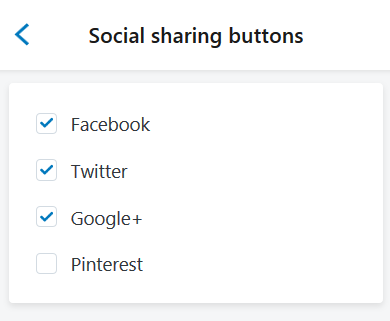 Social sharing buttons
Facebook
Twitter
Google+
Pinterest